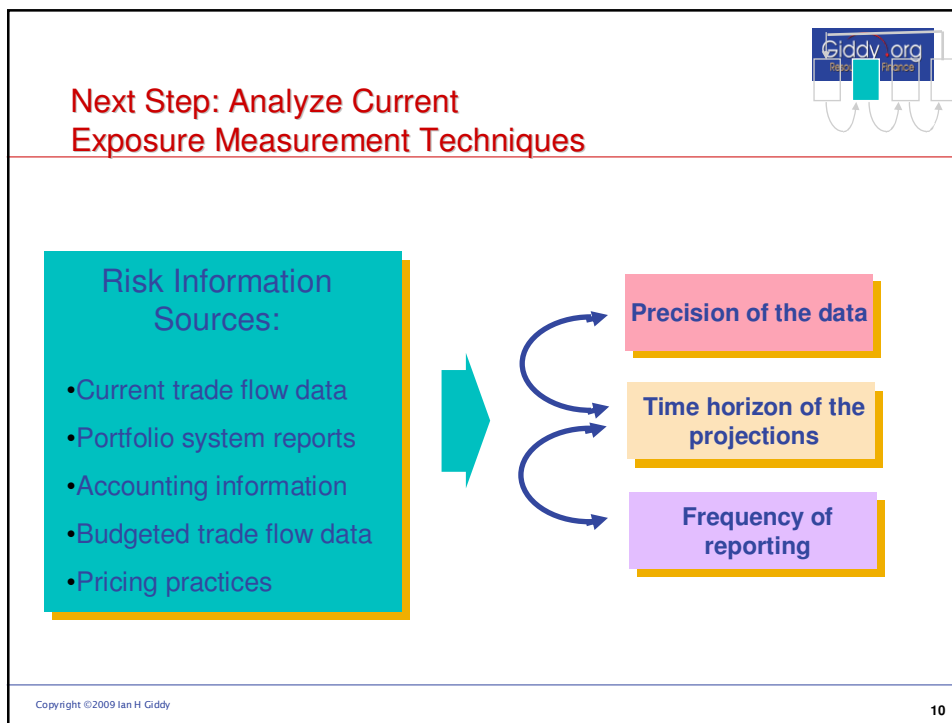 Giddy.org
Next Step: Analyze Current
Exposure Measurement Techniques
Risk Information
Sources:
•Current trade flow data
•Portfolio system reports
•Accounting information
•Budgeted trade flow data
•Pricing practices
Precision of the data
Time horizon of the
projections
Frequency of
reporting
Copyright ©2009 Ian H Giddy
10